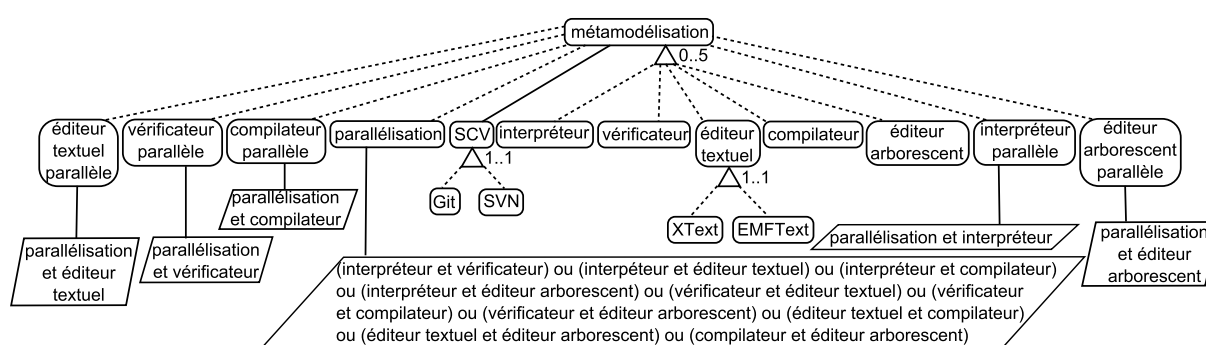 métamodélisation
0..5
éditeur
textuel
parallèle
vérificateur
parallèle
compilateur
parallèle
parallélisation
SCV
interpréteur
vérificateur
éditeur
textuel
compilateur
éditeur
arborescent
interpréteur
parallèle
éditeur
arborescent
parallèle
1..1
1..1
parallélisation
et compilateur
Git
SVN
XText
EMFText
parallélisation
et éditeur
textuel
parallélisation
et vérificateur
parallélisation et interpréteur
parallélisation
et éditeur
arborescent
(interpréteur et vérificateur) ou (interpéteur et éditeur textuel) ou (interpréteur et compilateur)
ou (interpréteur et éditeur arborescent) ou (vérificateur et éditeur textuel) ou (vérificateur
et compilateur) ou (vérificateur et éditeur arborescent) ou (éditeur textuel et compilateur)
ou (éditeur textuel et éditeur arborescent) ou (compilateur et éditeur arborescent)